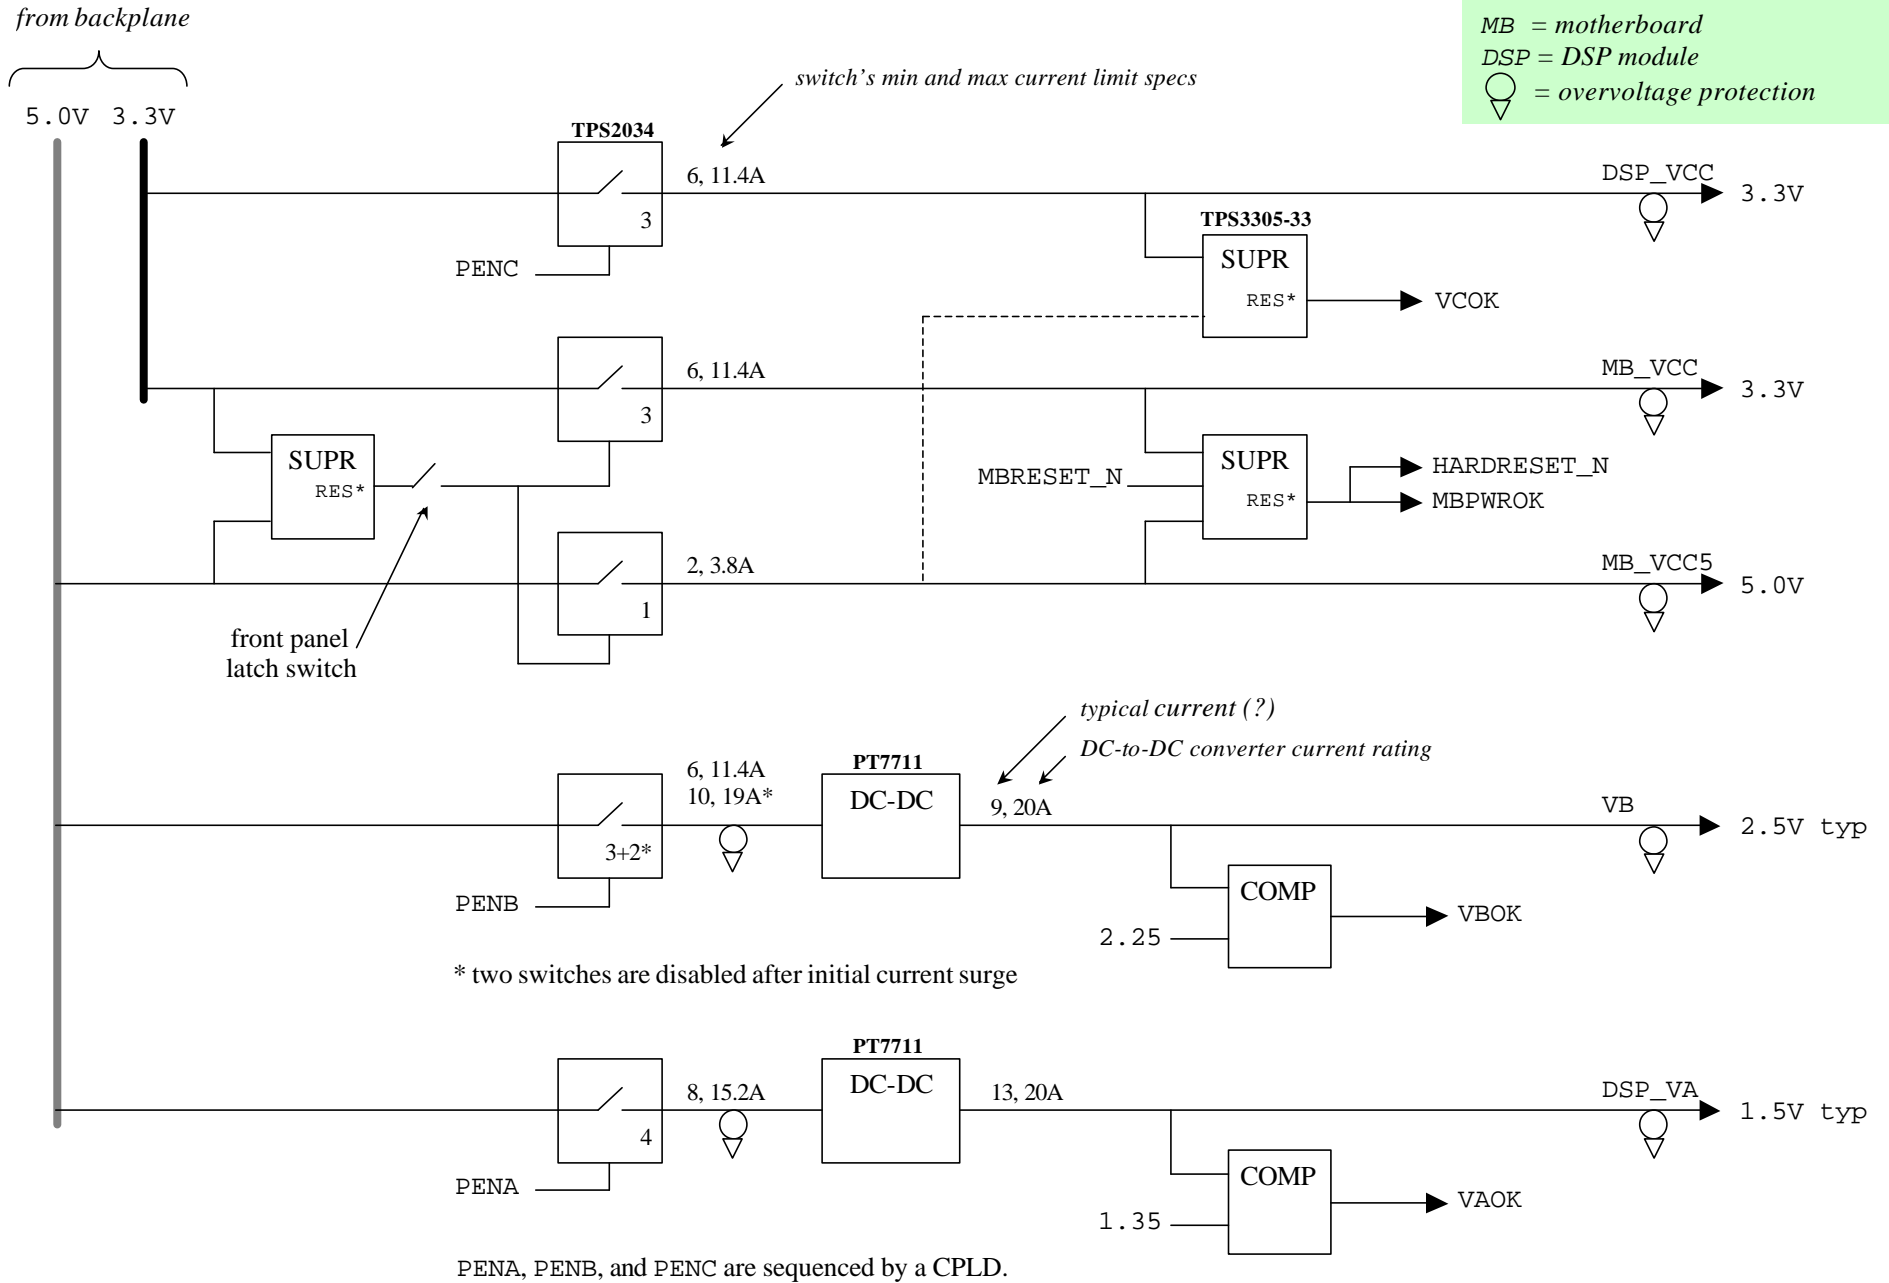 from backplane
MB = motherboard
DSP = DSP module
= overvoltage protection
switch's min and max current limit specs
5.0V 3.3V
TPS2034
6, 11.4A
DSP_VCC
3.3V
3
TPS3305-33
PENC
SUPR
RES*
VCOK
6, 11.4A
MB_VCC
3.3V
3
SUPR
RES*
MBRESET_N
SUPR
RES*
HARDRESET_N
MBPWROK
2, 3.8A
MB_VCC5
5.0V
1
front panel
latch switch
typical current (?)
DC-to-DC converter current rating
6, 11.4A
10, 19A*
PT7711
DC-DC
9, 20A
VB
2.5V typ
3+2*
PENB
COMP
2.25
VBOK
* two switches are disabled after initial current surge
PT7711
8, 15.2A
DC-DC
13, 20A
DSP_VA
1.5V typ
4
PENA
COMP
1.35
VAOK
PENA, PENB, and PENC are sequenced by a CPLD.